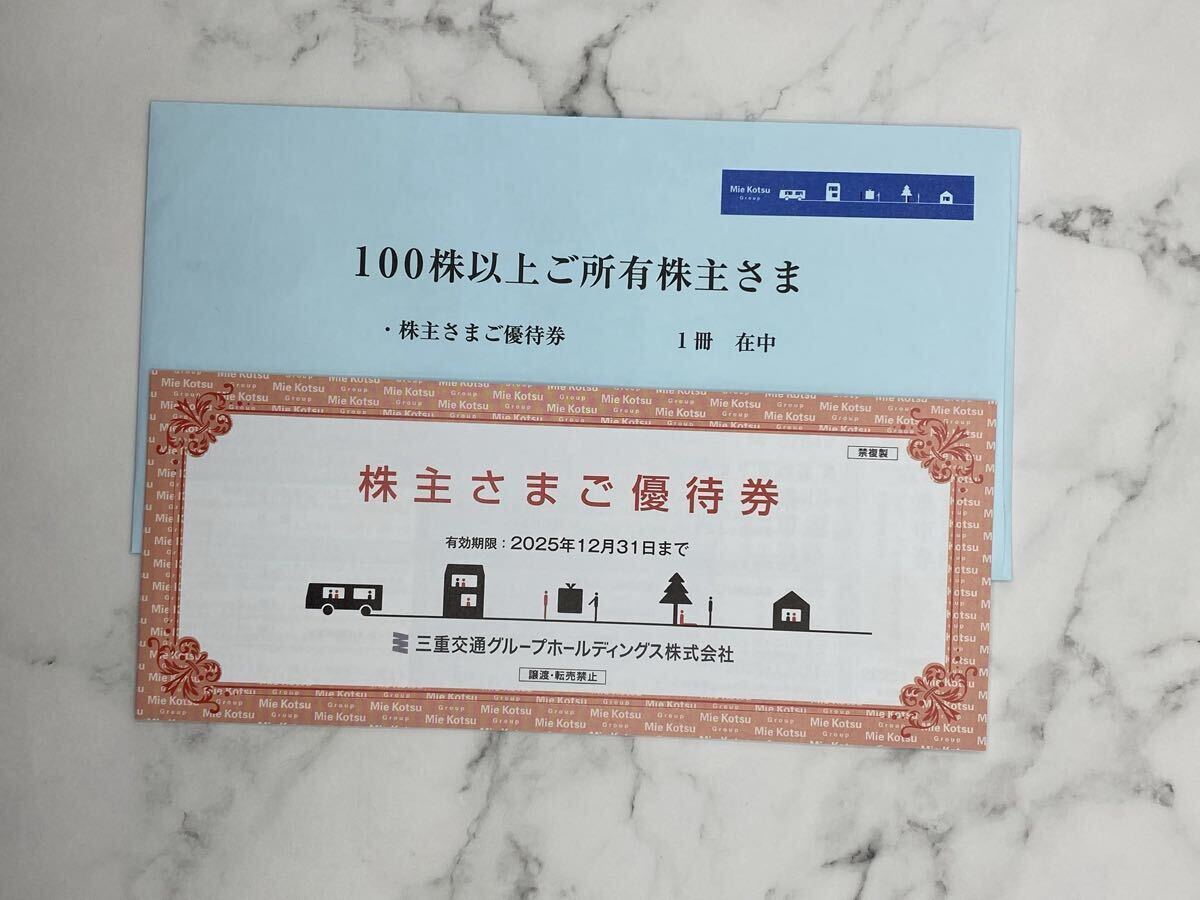 Mie Kotsu
Group
100株以上ご所有株主さま
・株主さまご優待券 1冊 在中
禁複製
株主さまご優待券
有効期限：2025年12月31日まで
三重交通グループホールディングス株式会社
譲渡・転売禁止
Mie Kotsu
Group